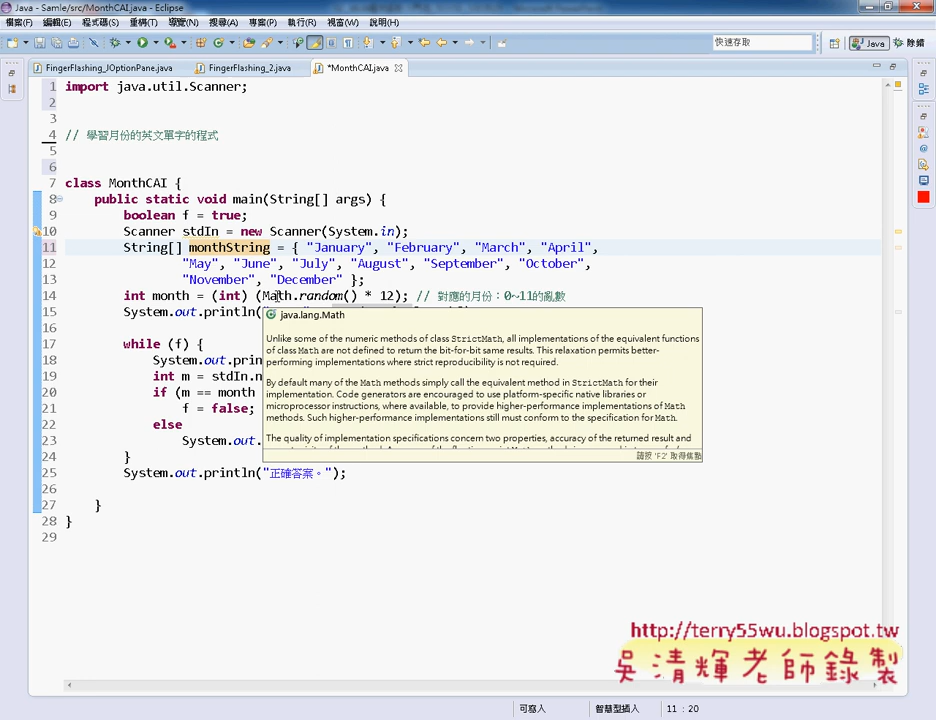 Java - Samle/src/MonthCAI.java - Eclipse
檔案(F) 編輯(E) 程式碼(S) 重構(T) 導覽(N) 搜尋(A) 專案(P) 執行(R) 視窗(W) 說明(H)
快速存取
Java
除錯
FingerFlashing_JOptionPane.java
FingerFlashing_2.java
*MonthCAI.java
1 import java.util.Scanner;
2
3
4 // 學習月份的英文單字的程式
5
6
7 class MonthCAI {
8 public static void main(String[] args) {
9 boolean f = true;
10 Scanner stdIn = new Scanner(System.in);
11 String[] monthString = { "January", "February", "March", "April",
12 "May", "June", "July", "August", "September", "October",
13 "November", "December" };
14 int month = (int) (Math.random() * 12); // 對應的月份：0~11的亂數
15 System.out.println(
16
17 while (f) {
18 System.out.prin
19 int m = stdIn.n
20 if (m == month
21 f = false;
22 else
23 System.out.
24 }
25 System.out.println("正確答案。");
26
27 }
28 }
29
java.lang.Math
Unlike some of the numeric methods of class StrictMath, all implementations of the equivalent functions
of class Math are not defined to return the bit-for-bit same results. This relaxation permits better-
performing implementations where strict reproducibility is not required.
By default many of the Math methods simply call the equivalent method in StrictMath for their
implementation. Code generators are encouraged to use platform-specific native libraries or
microprocessor instructions, where available, to provide higher-performance implementations of Math
methods. Such higher-performance implementations still must conform to the specification for Math.
The quality of implementation specifications concern two properties, accuracy of the returned result and
請按 'F2' 取得焦點
http://terry55wu.blogspot.tw
吳清輝老師錄製
可寫入
智慧型插入
11 : 20